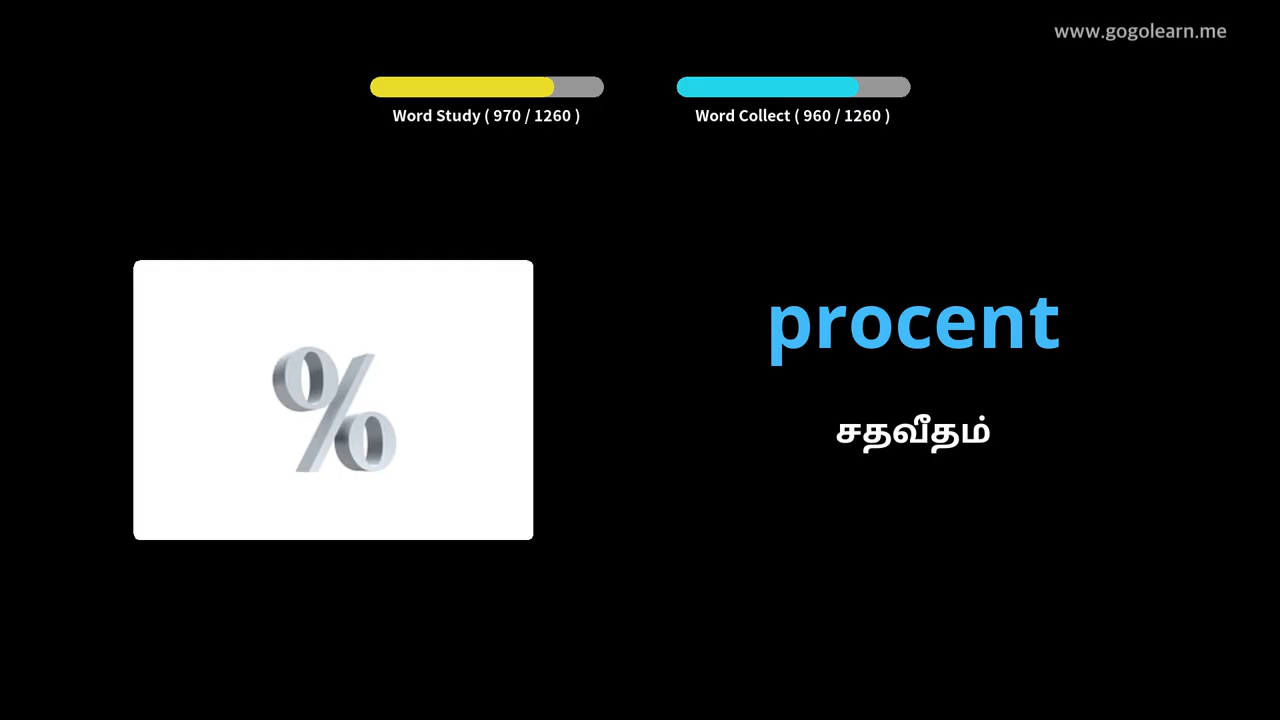 www.gogolearn.me
Word Study ( 970 / 1260 )
Word Collect ( 960 / 1260 )
%
procent
சதவீதம்